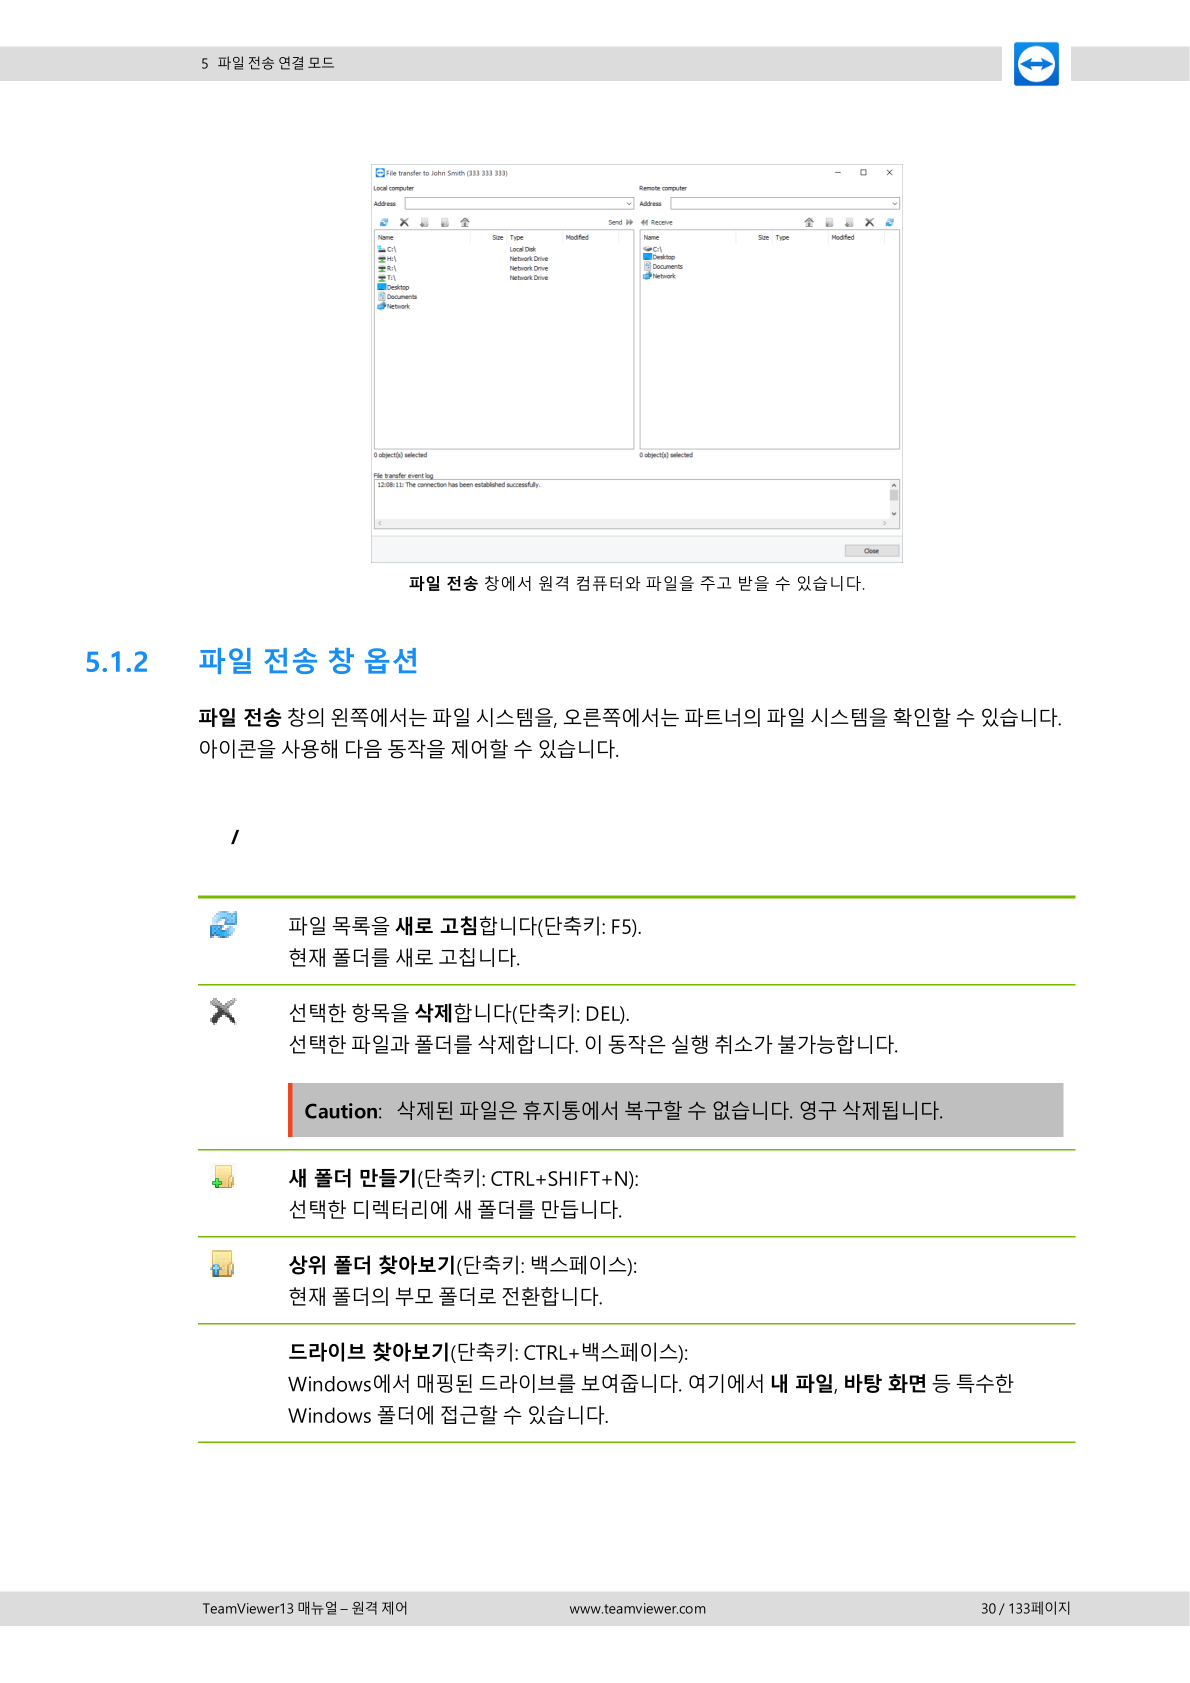 5 파일 전송 연결 모드
File transfer to John Smith (333 333 333)
Local computer
Remote computer
Address
Address
Send
Receive
Name Size Type Modified
Name Size Type Modified
C:\ Local Disk
H:\ Network Drive
R:\ Network Drive
T:\ Network Drive
Desktop
Documents
Network
C:\
Desktop
Documents
Network
0 object(s) selected
0 object(s) selected
File transfer event log
12:08:11: The connection has been established successfully.
Close
파일 전송 창에서 원격 컴퓨터와 파일을 주고 받을 수 있습니다.
5.1.2 파일 전송 창 옵션
파일 전송 창의 왼쪽에서는 파일 시스템을, 오른쪽에서는 파트너의 파일 시스템을 확인할 수 있습니다.
아이콘을 사용해 다음 동작을 제어할 수 있습니다.
/
파일 목록을 새로 고침합니다(단축키: F5).
현재 폴더를 새로 고칩니다.
선택한 항목을 삭제합니다(단축키: DEL).
선택한 파일과 폴더를 삭제합니다. 이 동작은 실행 취소가 불가능합니다.
Caution: 삭제된 파일은 휴지통에서 복구할 수 없습니다. 영구 삭제됩니다.
새 폴더 만들기(단축키: CTRL+SHIFT+N):
선택한 디렉터리에 새 폴더를 만듭니다.
상위 폴더 찾아보기(단축키: 백스페이스):
현재 폴더의 부모 폴더로 전환합니다.
드라이브 찾아보기(단축키: CTRL+백스페이스):
Windows에서 매핑된 드라이브를 보여줍니다. 여기에서 내 파일, 바탕 화면 등 특수한
Windows 폴더에 접근할 수 있습니다.
TeamViewer13 매뉴얼 – 원격 제어 www.teamviewer.com 30 / 133페이지